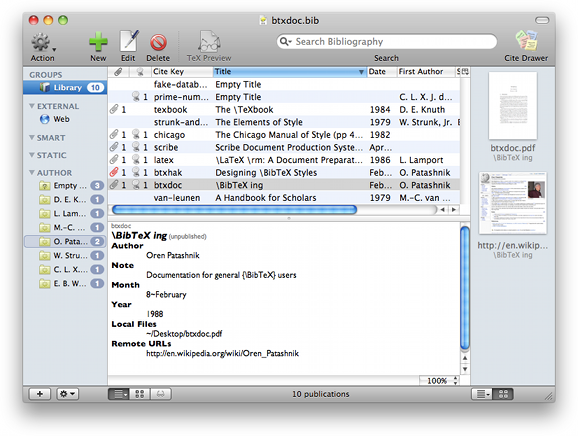 btxdoc.bib
Action New Edit Delete TeX Preview Search Bibliography Search Cite Drawer
GROUPS
Library 10
EXTERNAL
Web
SMART
STATIC
AUTHOR
Empty ... 3
D. E. K... 1
L. Lam... 1
M.-C. ... 1
O. Pata... 2
W. Stru... 1
C. L. X.... 1
E. B. W... 1
Cite Key Title Date First Author
fake-datab... Empty Title
1 prime-num... Empty Title C. L. X. J. d...
1 texbook The \TeXbook 1984 D. E. Knuth
strunk-and... The Elements of Style 1979 W. Strunk, Jr.
1 chicago The Chicago Manual of Style (pp 4... 1982
1 scribe Scribe Document Production Syste... Apr...
1 1 latex \LaTeX \rm: A Document Preparat... 1986 L. Lamport
1 btxhak Designing \BibTeX Styles Feb... O. Patashnik
1 1 btxdoc \BibTeX ing Feb... O. Patashnik
van-leunen A Handbook for Scholars 1979 M.-C. van ...
btxdoc
\BibTeX ing (unpublished)
Author
Oren Patashnik
Note
Documentation for general {\BibTeX} users
Month
8~February
Year
1988
Local Files
~/Desktop/btxdoc.pdf
Remote URLs
http://en.wikipedia.org/wiki/Oren_Patashnik
100%
10 publications
btxdoc.pdf
\BibTeX ing
http://en.wikip...
\BibTeX ing